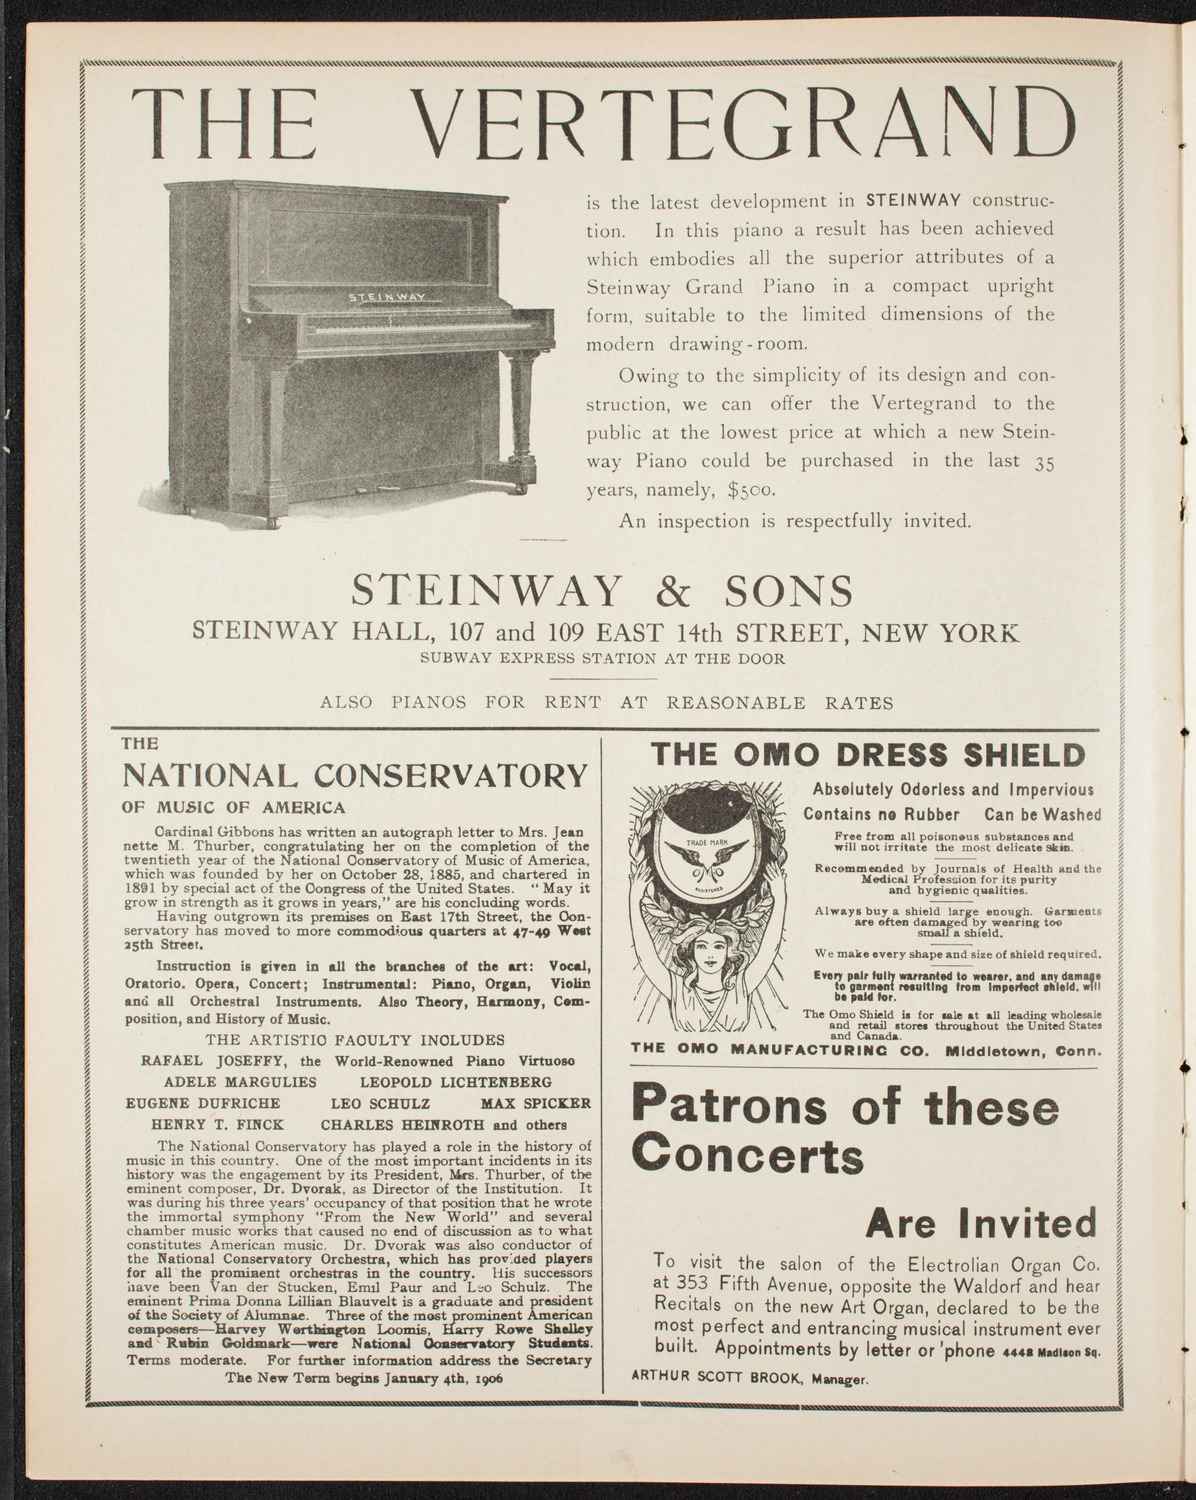 THE VERTEGRAND
STEINWAY
is the latest development in STEINWAY construc-
tion. In this piano a result has been achieved
which embodies all the superior attributes of a
Steinway Grand Piano in a compact upright
form, suitable to the limited dimensions of the
modern drawing-room.
Owing to the simplicity of its design and con-
struction, we can offer the Vertegrand to the
public at the lowest price at which a new Stein-
way Piano could be purchased in the last 35
years, namely, $500.
An inspection is respectfully invited.
STEINWAY & SONS
STEINWAY HALL, 107 and 109 EAST 14th STREET, NEW YORK
SUBWAY EXPRESS STATION AT THE DOOR
ALSO PIANOS FOR RENT AT REASONABLE RATES
THE
NATIONAL CONSERVATORY
OF MUSIC OF AMERICA
Cardinal Gibbons has written an autograph letter to Mrs. Jean
nette M. Thurber, congratulating her on the completion of the
twentieth year of the National Conservatory of Music of America,
which was founded by her on October 28, 1885, and chartered in
1891 by special act of the Congress of the United States. "May it
grow in strength as it grows in years," are his concluding words.
Having outgrown its premises on East 17th Street, the Con-
servatory has moved to more commodious quarters at 47-49 West
25th Street.
Instruction is given in all the branches of the art: Vocal,
Oratorio. Opera, Concert; Instrumental: Piano, Organ, Violin
and all Orchestral Instruments. Also Theory, Harmony, Com-
position, and History of Music.
THE ARTISTIC FACULTY INCLUDES
RAFAEL JOSEFFY, the World-Renowned Piano Virtuoso
ADELE MARGULIES LEOPOLD LICHTENBERG
EUGENE DUFRICHE LEO SCHULZ MAX SPICKER
HENRY T. FINCK CHARLES HEINROTH and others
The National Conservatory has played a role in the history of
music in this country. One of the most important incidents in its
history was the engagement by its President, Mrs. Thurber, of the
eminent composer, Dr. Dvorak, as Director of the Institution. It
was during his three years' occupancy of that position that he wrote
the immortal symphony "From the New World" and several
chamber music works that caused no end of discussion as to what
constitutes American music. Dr. Dvorak was also conductor of
the National Conservatory Orchestra, which has provided players
for all the prominent orchestras in the country. His successors
have been Van der Stucken, Emil Paur and Leo Schulz. The
eminent Prima Donna Lillian Blauvelt is a graduate and president
of the Society of Alumnae. Three of the most prominent American
composers—Harvey Worthington Loomis, Harry Rowe Shelley
and Rubin Goldmark—were National Conservatory Students.
Terms moderate. For further information address the Secretary
The New Term begins January 4th, 1906
THE OMO DRESS SHIELD
TRADE MARK
OMO
REGISTERED
Absolutely Odorless and Impervious
Contains no Rubber Can be Washed
Free from all poisonous substances and
will not irritate the most delicate skin.
Recommended by Journals of Health and the
Medical Profession for its purity
and hygienic qualities.
Always buy a shield large enough. Garments
are often damaged by wearing too
small a shield.
We make every shape and size of shield required.
Every pair fully warranted to wearer, and any damage
to garment resulting from imperfect shield, will
be paid for.
The Omo Shield is for sale at all leading wholesale
and retail stores throughout the United States
and Canada.
THE OMO MANUFACTURING CO. Middletown, Conn.
Patrons of these
Concerts
Are Invited
To visit the salon of the Electrolian Organ Co.
at 353 Fifth Avenue, opposite the Waldorf and hear
Recitals on the new Art Organ, declared to be the
most perfect and entrancing musical instrument ever
built. Appointments by letter or 'phone 4448 Madison Sq.
ARTHUR SCOTT BROOK, Manager.